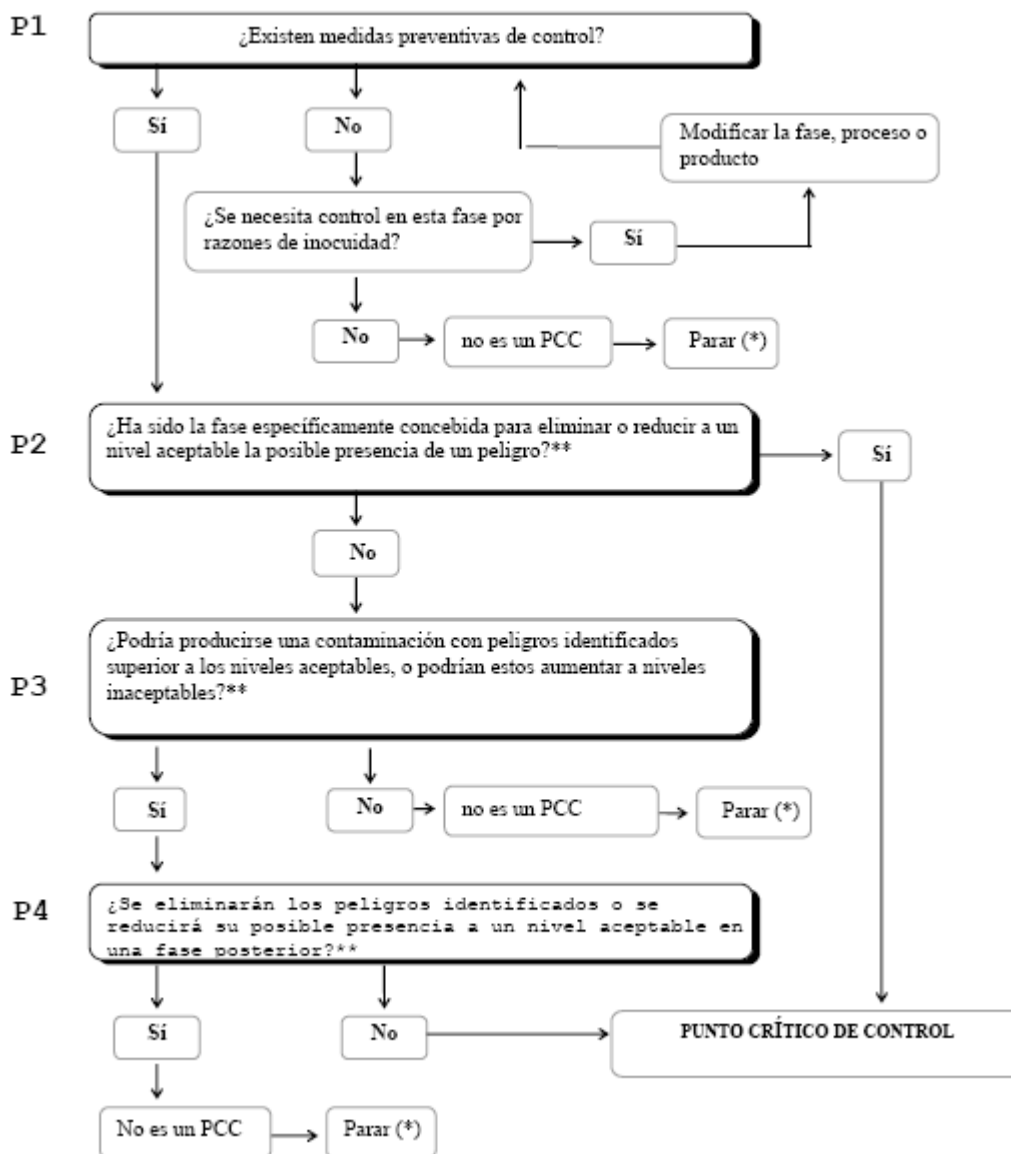 P1
¿Existen medidas preventivas de control?
Sí
No
Modificar la fase, proceso o
producto
¿Se necesita control en esta fase por
razones de inocuidad?
Sí
No
no es un PCC
Parar (*)
P2
¿Ha sido la fase específicamente concebida para eliminar o reducir a un
nivel aceptable la posible presencia de un peligro?**
Sí
No
P3
¿Podría producirse una contaminación con peligros identificados
superior a los niveles aceptables, o podrían estos aumentar a niveles
inaceptables?**
Sí
No
no es un PCC
Parar (*)
P4
¿Se eliminarán los peligros identificados o se
reducirá su posible presencia a un nivel aceptable en
una fase posterior?**
Sí
No
PUNTO CRÍTICO DE CONTROL
No es un PCC
Parar (*)